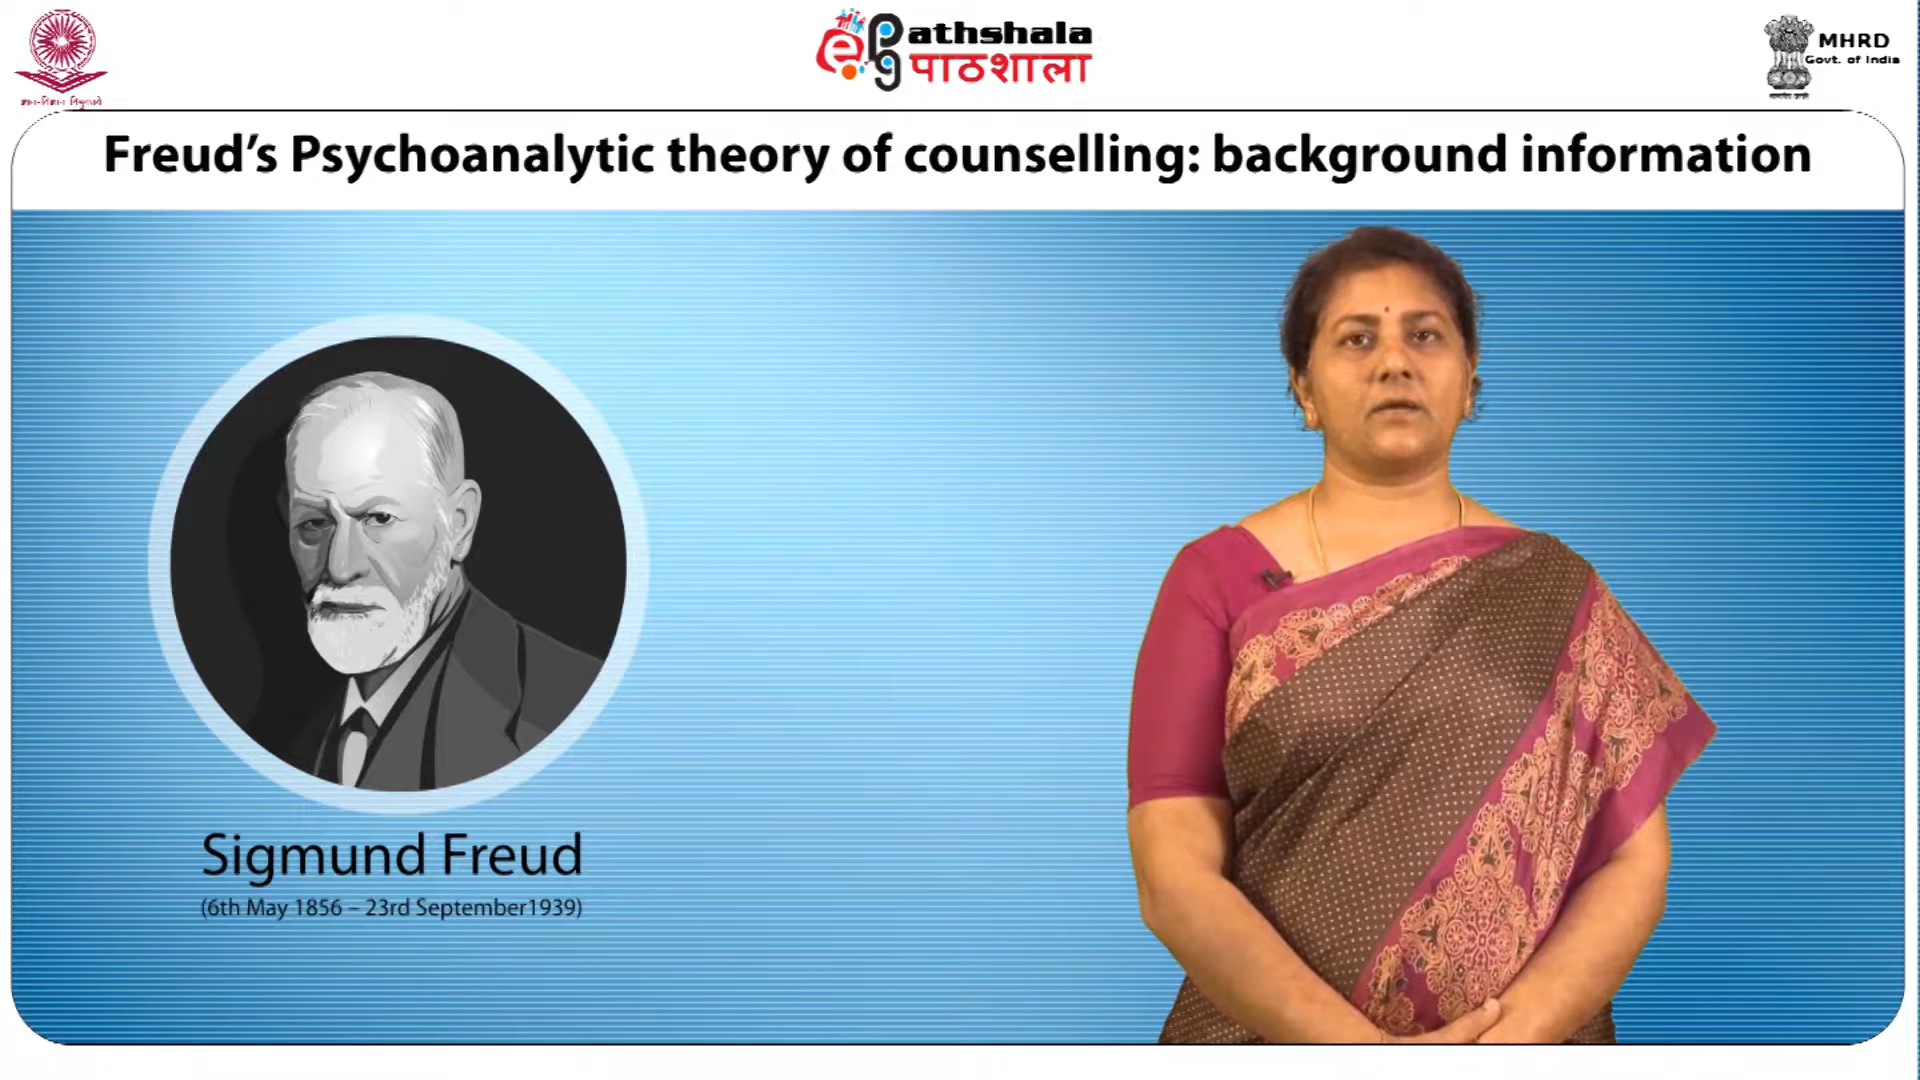 athshala
पाठशाला
MHRD
Govt. of India
Freud’s Psychoanalytic theory of counselling: background information
Sigmund Freud
(6th May 1856 – 23rd September1939)